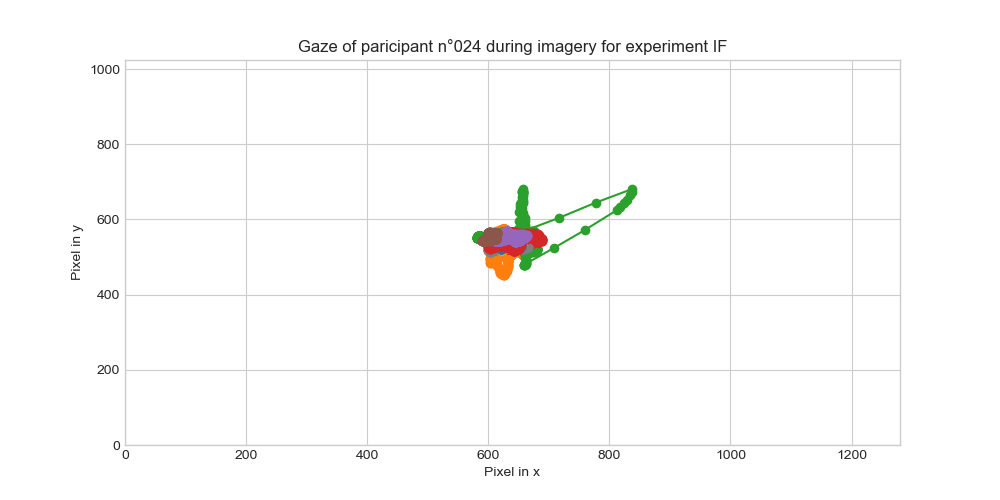 Gaze of paricipant n°024 during imagery for experiment IF
1000
800
600
400
200
0
Pixel in y
0 200 400 600 800 1000 1200
Pixel in x